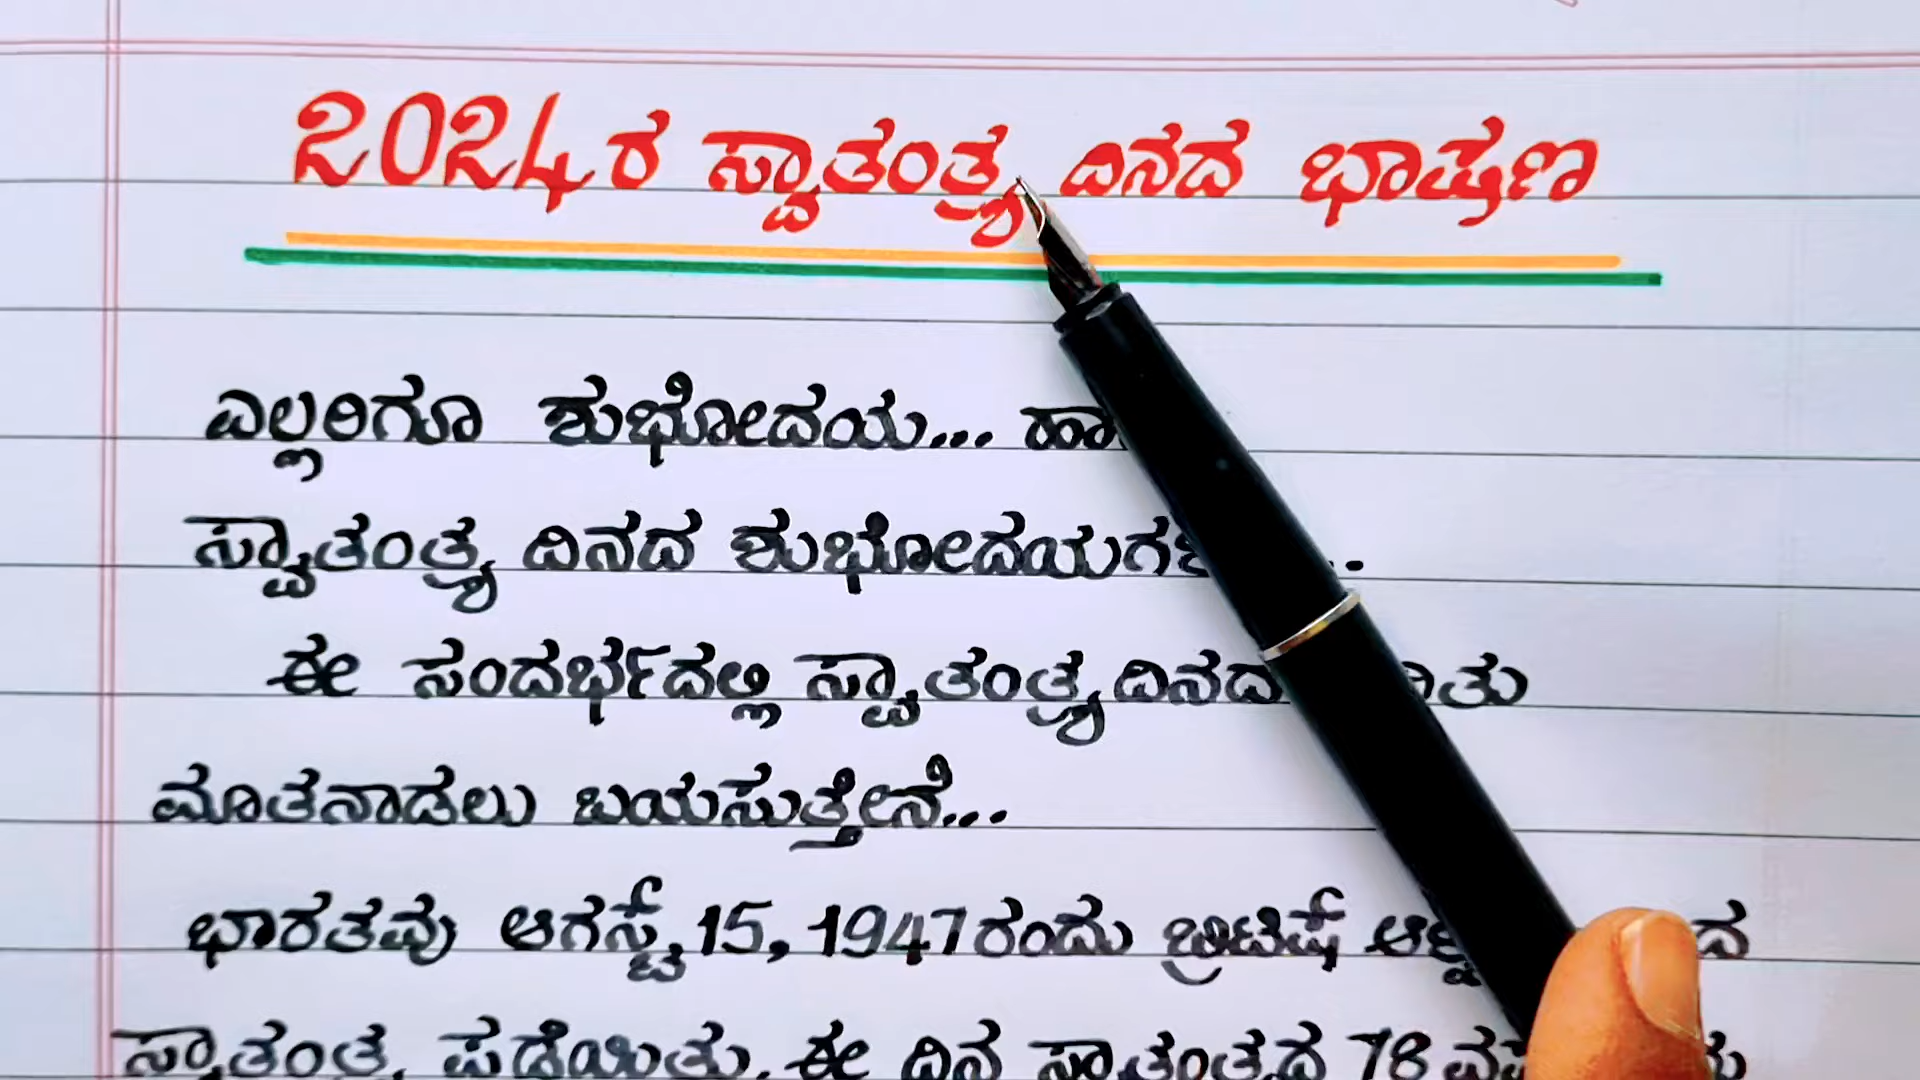 2024ರ ಸ್ವಾತಂತ್ರ್ಯ ದಿನದ ಭಾಷಣ
ಎಲ್ಲರಿಗೂ ಶುಭೋದಯ...
ಸ್ವಾತಂತ್ರ್ಯ ದಿನದ
ಈ ಸಂದರ್ಭದಲ್ಲಿ ಸ್ವಾತಂತ್ರ್ಯ ದಿನದ
ಮಾತನಾಡಲು ಬಯಸುತ್ತೇನೆ...
ಭಾರತವು ಆಗಸ್ಟ್ 15, 1947ರಂದು ಬ್ರಿಟಿಷ್
ಸ್ವಾತಂತ್ರ್ಯ ಪಡೆಯಿತು. ಈ ದಿನ ಸ್ವಾತಂತ್ರ್ಯದ 78